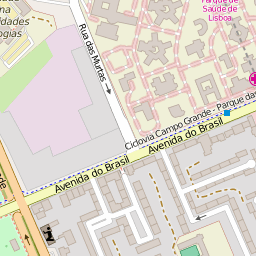 Parque de
Saúde de
Lisboa
na
idades
ogias
Rua das Murtas
Ciclovia Campo Grande - Parque das
Avenida do Brasil
Avenida do Brasil
de